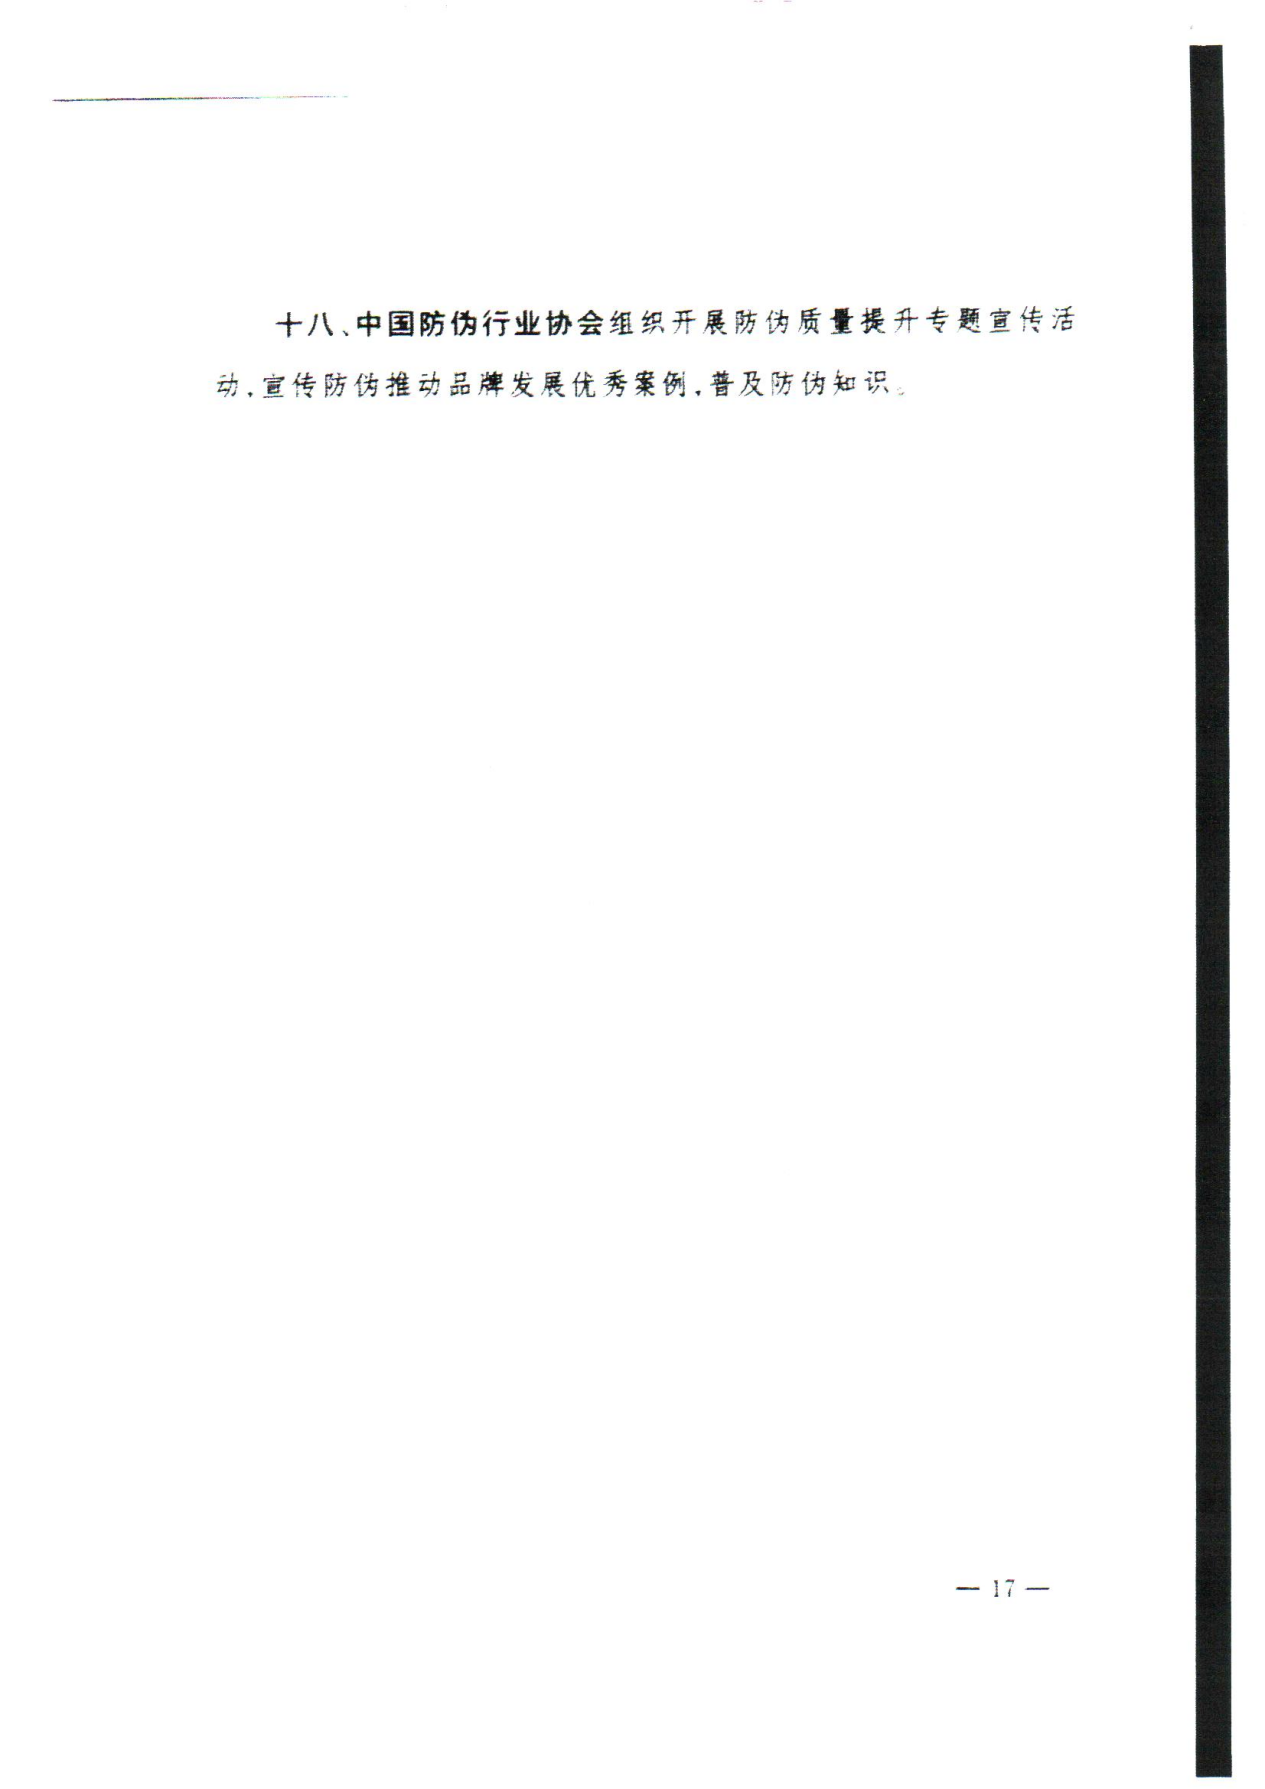 十八、中国防伪行业协会组织开展防伪质量提升专题宣传活
动,宣传防伪推动品牌发展优秀案例,普及防伪知识。
— 17 —